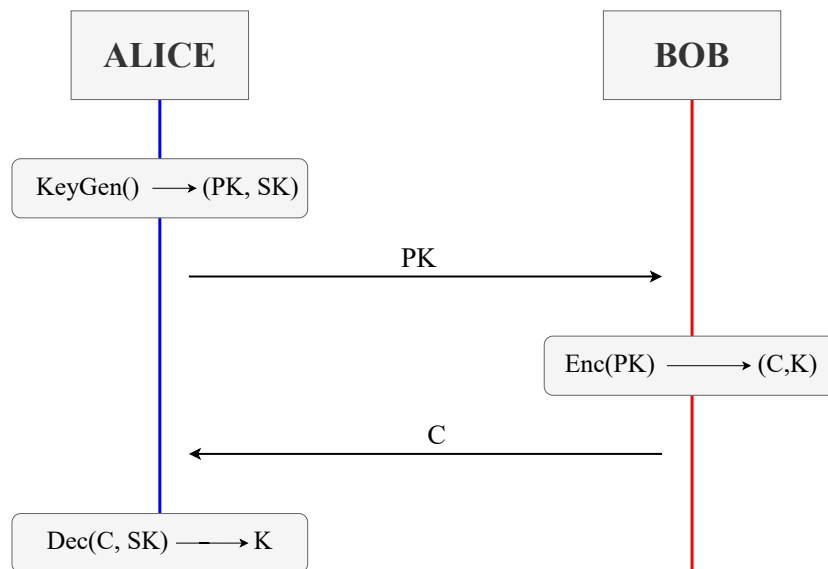 ALICE
BOB
KeyGen() (PK, SK)
PK
Enc(PK) (C,K)
C
Dec(C, SK) K